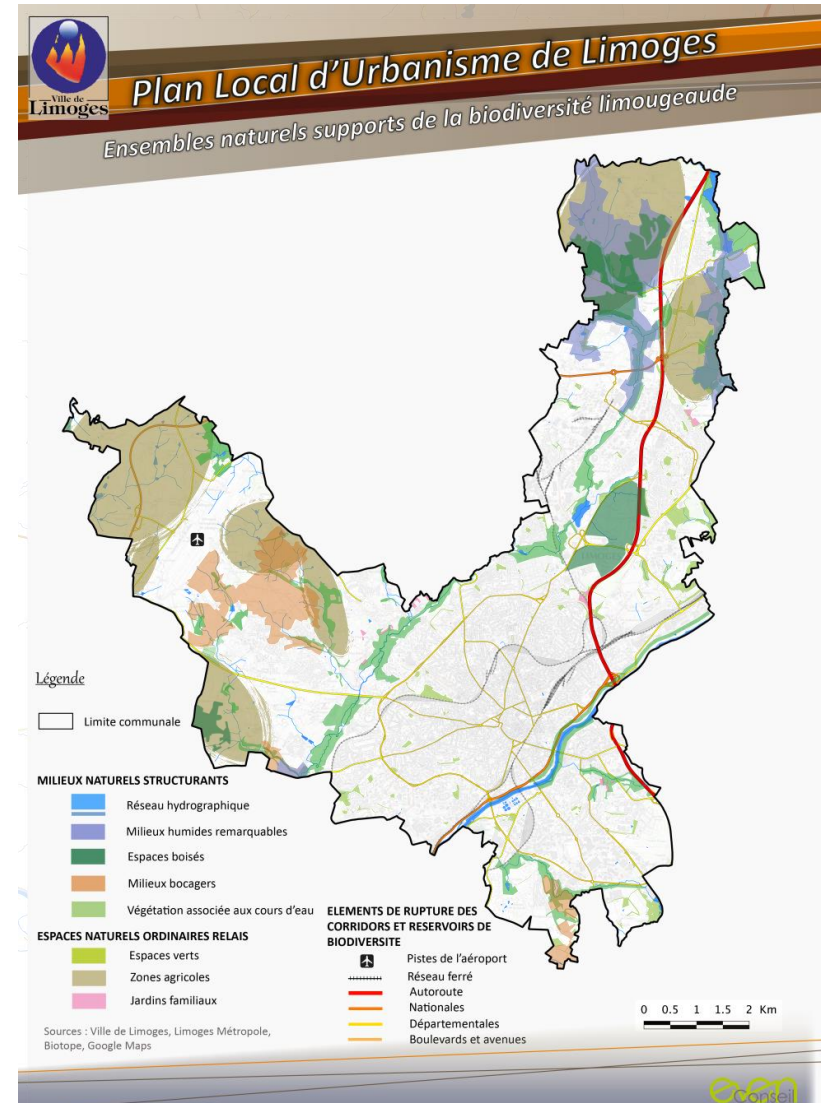 Ville de
Limoges
Plan Local d'Urbanisme de Limoges
Ensembles naturels supports de la biodiversité limougeaude
Légende
Limite communale
MILIEUX NATURELS STRUCTURANTS
Réseau hydrographique
Milieux humides remarquables
Espaces boisés
Milieux bocagers
Végétation associée aux cours d'eau
ESPACES NATURELS ORDINAIRES RELAIS
Espaces verts
Zones agricoles
Jardins familiaux
Sources : Ville de Limoges, Limoges Métropole,
Biotope, Google Maps
ELEMENTS DE RUPTURE DES
CORRIDORS ET RESERVOIRS DE
BIODIVERSITE
Pistes de l'aéroport
Réseau ferré
Autoroute
Nationales
Départementales
Boulevards et avenues
0 0.5 1 1.5 2 Km
even
Conseil